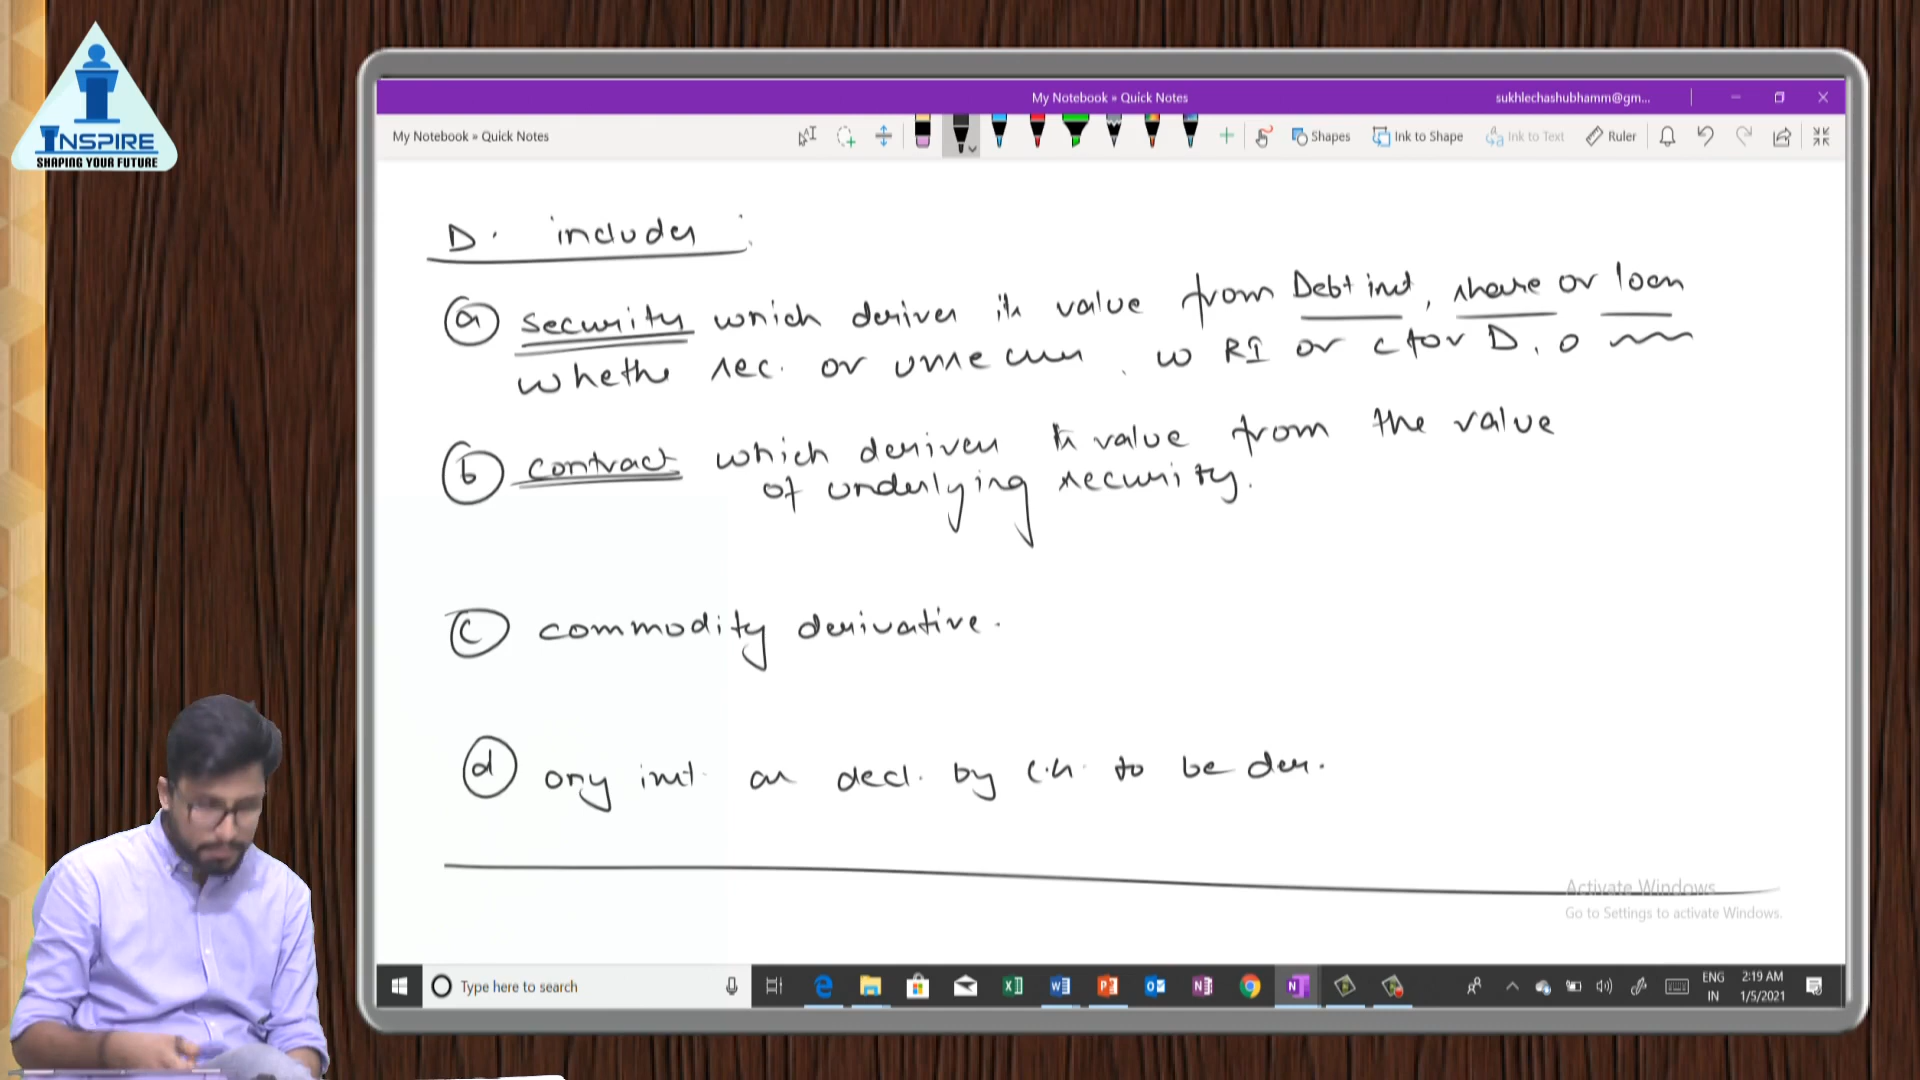 INSPIRE
SHAPING YOUR FUTURE
My Notebook » Quick Notes
sukhlechashubhamm@gm...
My Notebook » Quick Notes
Shapes
Ink to Shape
Ink to Text
Ruler
D. includes :
(a) security which derives its value from Debt inst, share or loan
whether sec. or unsecured. RI or D.
(b) contract which derives its value from the value
of underlying security.
(c) commodity derivative.
(d) any inst. as decl. by C.G. to be der.
Activate Windows
Go to Settings to activate Windows.
Type here to search
ENG
IN
2:19 AM
1/5/2021